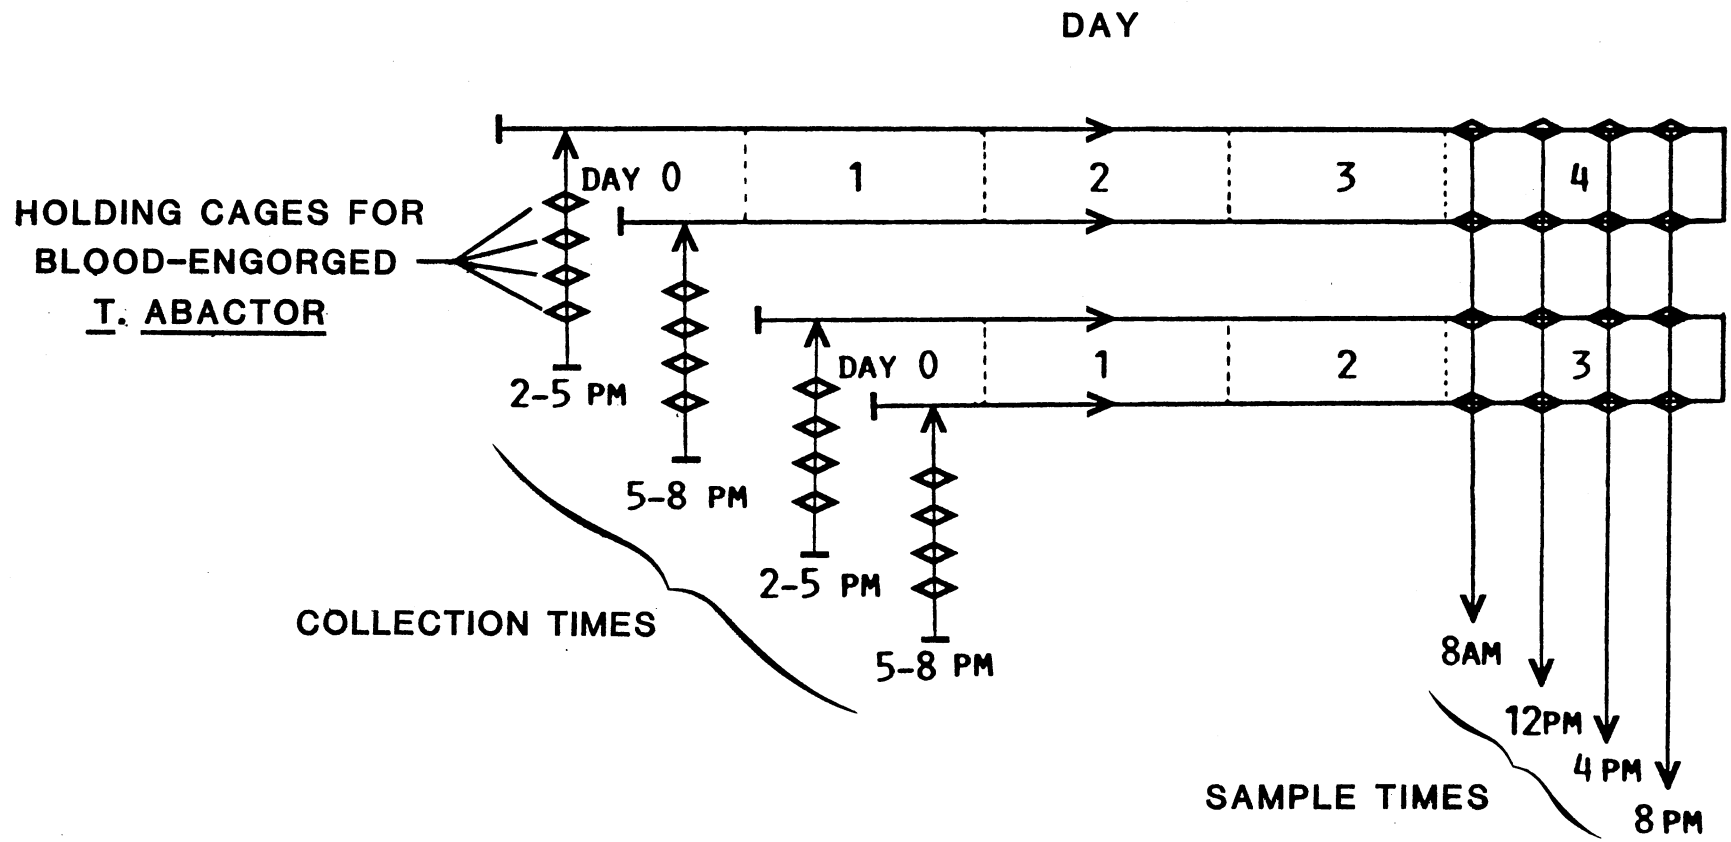 DAY
DAY 0 1 2 3 4
HOLDING CAGES FOR
BLOOD-ENGORGED
T. ABACTOR
DAY 0 1 2 3
2-5 PM
5-8 PM
2-5 PM
5-8 PM
COLLECTION TIMES
8AM
12PM
4 PM
8 PM
SAMPLE TIMES